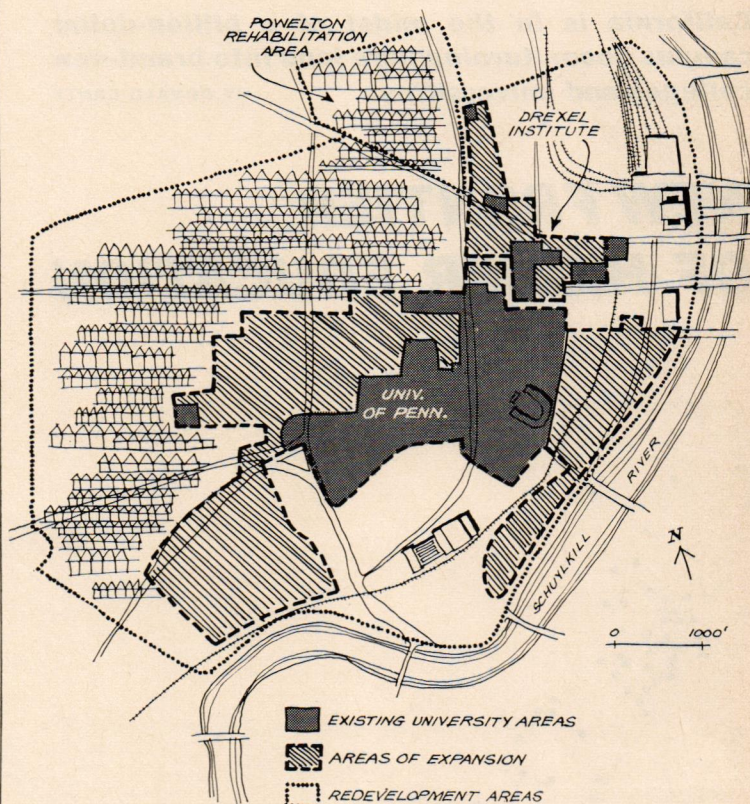 POWELTON
REHABILITATION
AREA
DREXEL
INSTITUTE
UNIV.
OF PENN.
RIVER
SCHUYLKILL
N
0 1000'
EXISTING UNIVERSITY AREAS
AREAS OF EXPANSION
REDEVELOPMENT AREAS